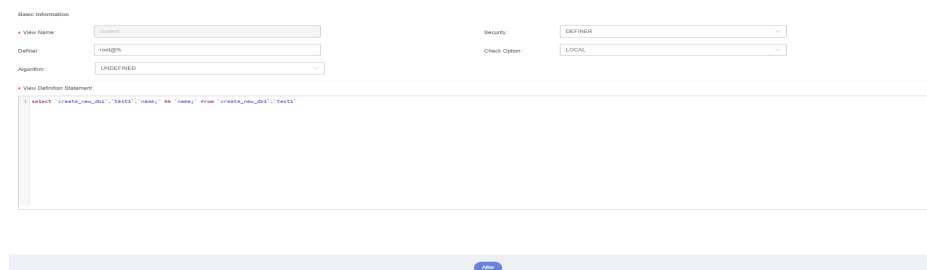 Basic Information
* View Name: student Security: DEFINER
Definer: root@% Check Option: LOCAL
Algorithm: UNDEFINED
* View Definition Statement:
1 select `create_new_db1`.`test1`.`name;` AS `name;` from `create_new_db1`.`test1`
Alter